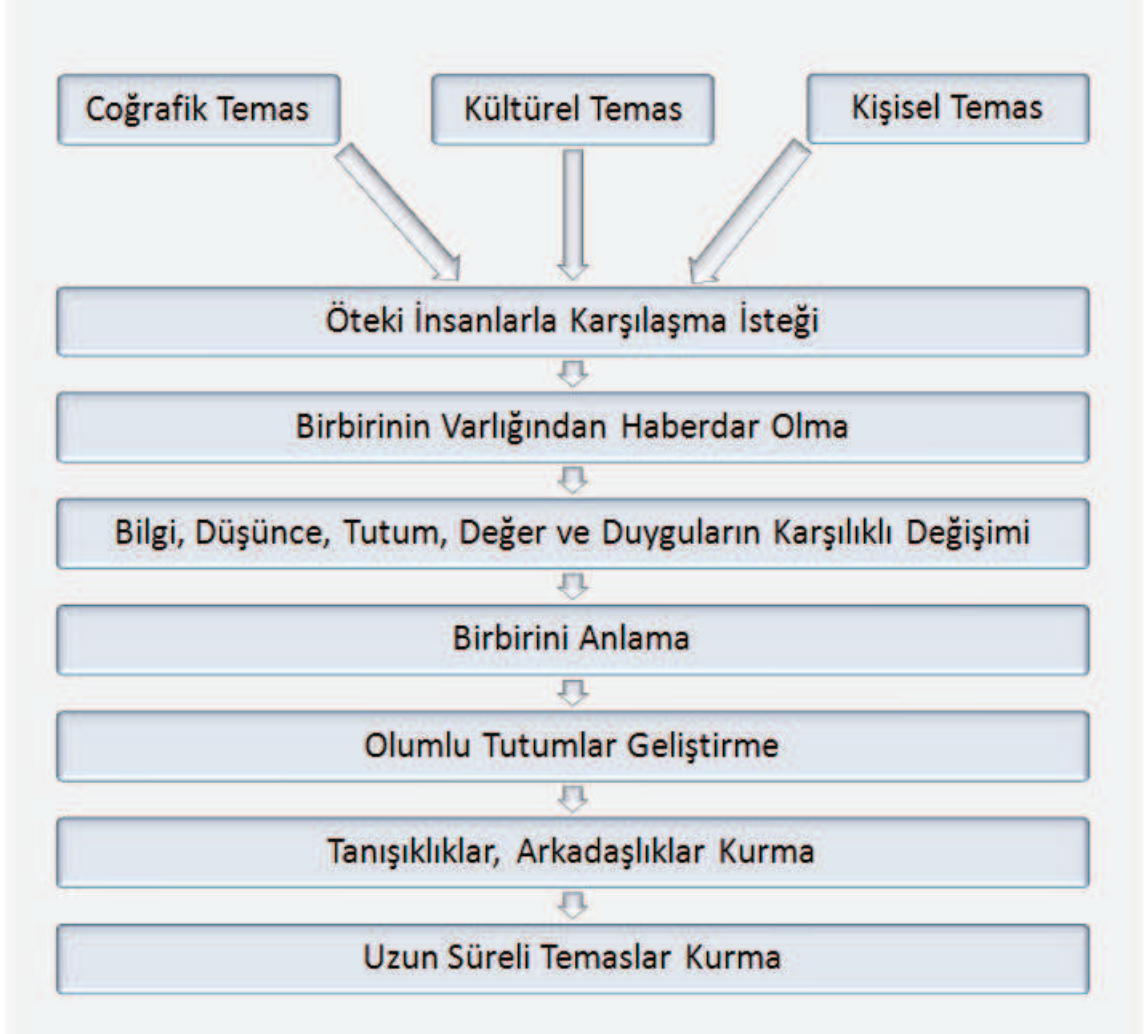 Coğrafik Temas
Kültürel Temas
Kişisel Temas
Öteki İnsanlarla Karşılaşma İsteği
Birbirinin Varlığından Haberdar Olma
Bilgi, Düşünce, Tutum, Değer ve Duyguların Karşılıklı Değişimi
Birbirini Anlama
Olumlu Tutumlar Geliştirme
Tanışıklıklar, Arkadaşlıklar Kurma
Uzun Süreli Temaslar Kurma